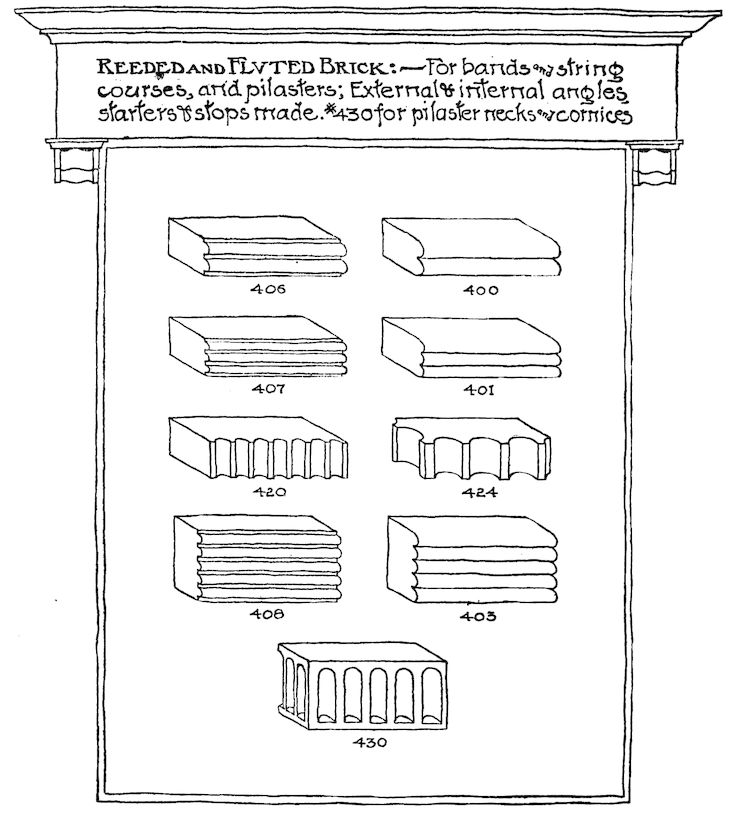 REEDED AND FLVTED BRICK:—For bands and string
courses, and pilasters; External & internal angles,
starters & stops made. #430 for pilaster necks and cornices
406 400
407 401
420 424
408 403
430